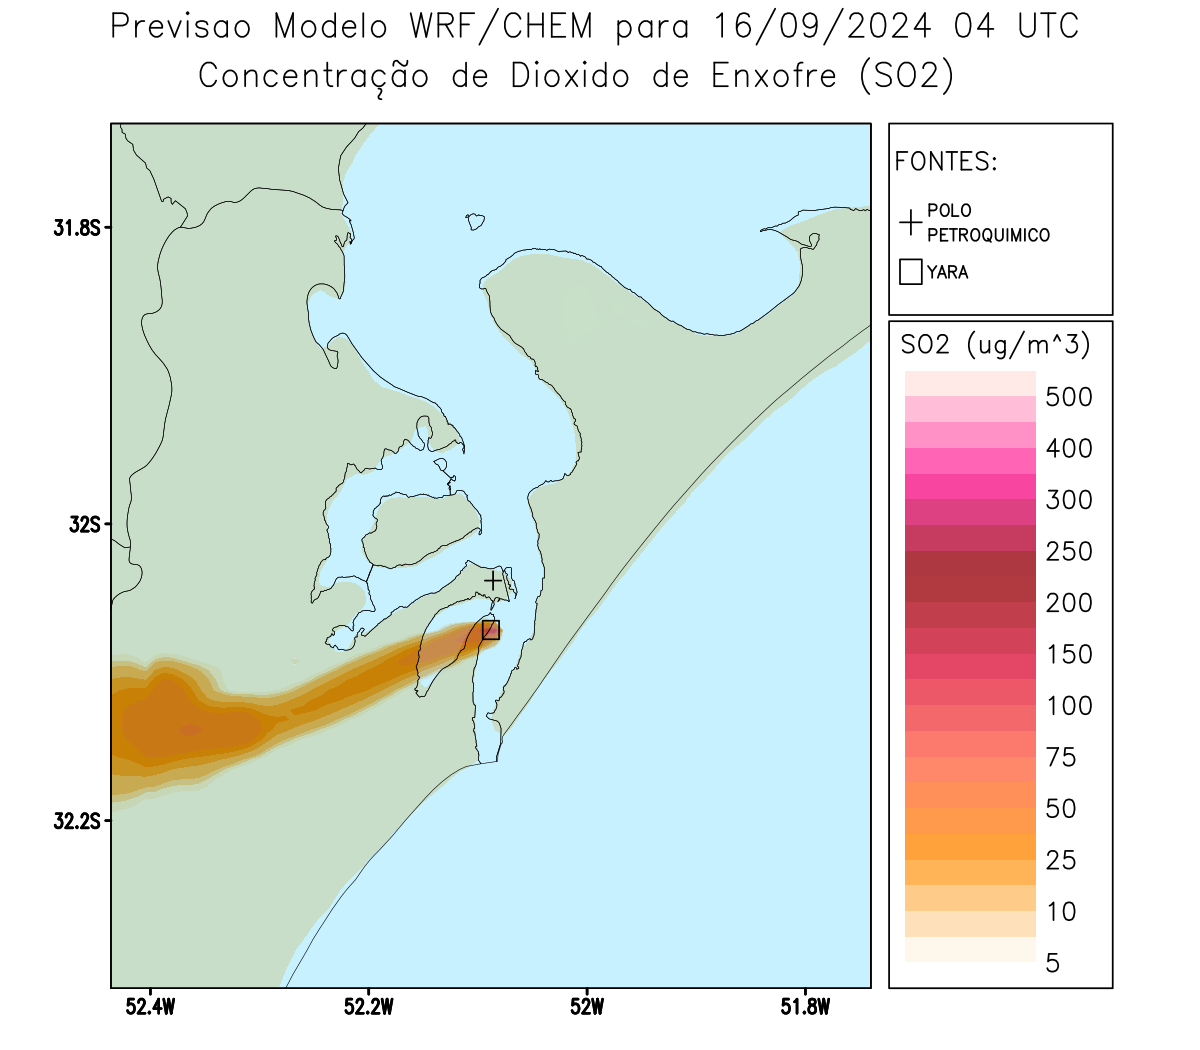 Previsao Modelo WRF/CHEM para 16/09/2024 04 UTC
Concentração de Dioxido de Enxofre (SO2)
FONTES:
POLO
PETROQUIMICO
YARA
SO2 (ug/m^3)
500
400
300
250
200
150
100
75
50
25
10
5
31.8S
32S
32.2S
52.4W
52.2W
52W
51.8W